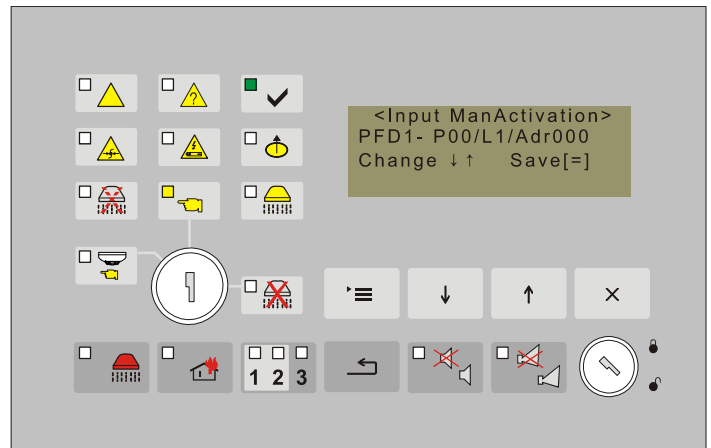 ?
<Input ManActivation>
PFD1- P00/L1/Adr000
Change ↓↑ Save[=]
1 2 3